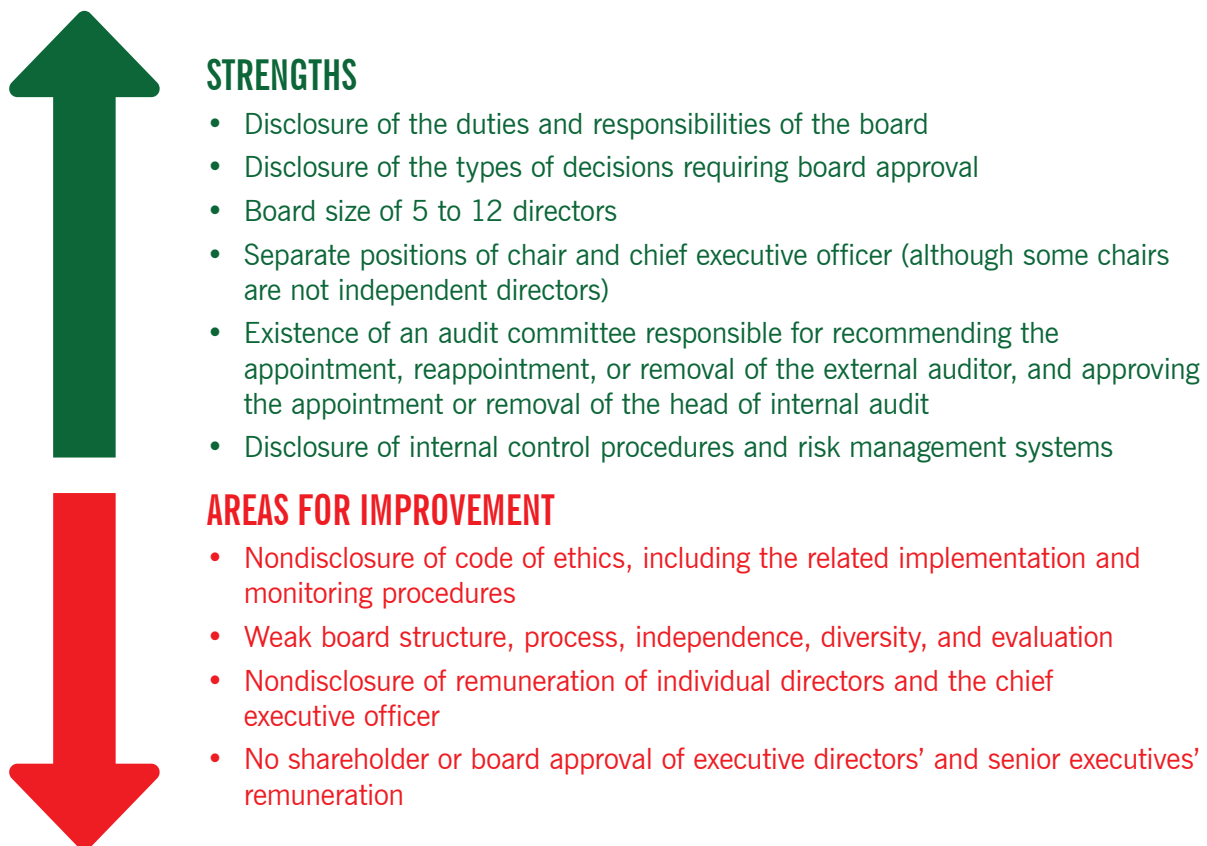 STRENGTHS
• Disclosure of the duties and responsibilities of the board
• Disclosure of the types of decisions requiring board approval
• Board size of 5 to 12 directors
• Separate positions of chair and chief executive officer (although some chairs
are not independent directors)
• Existence of an audit committee responsible for recommending the
appointment, reappointment, or removal of the external auditor, and approving
the appointment or removal of the head of internal audit
• Disclosure of internal control procedures and risk management systems
AREAS FOR IMPROVEMENT
• Nondisclosure of code of ethics, including the related implementation and
monitoring procedures
• Weak board structure, process, independence, diversity, and evaluation
• Nondisclosure of remuneration of individual directors and the chief
executive officer
• No shareholder or board approval of executive directors’ and senior executives’
remuneration